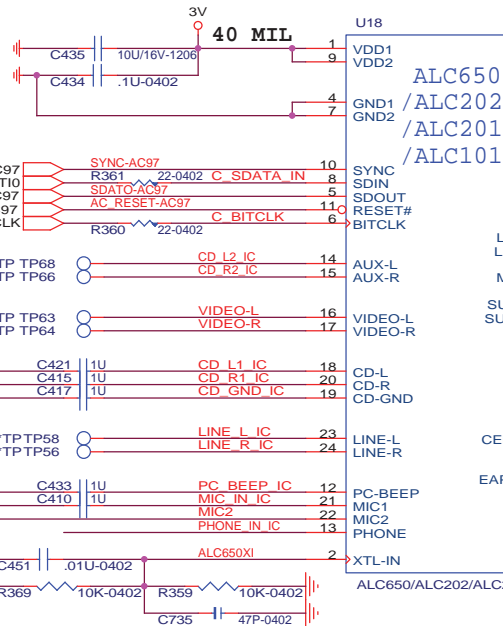 3V
40 MIL
U18
C435 10U/16V-1206
1 VDD1
9 VDD2
C434 .1U-0402
ALC650
4 GND1 /ALC202
7 GND2
/ALC201
/ALC101
SYNC-AC97 10 SYNC
R361 22-0402 C_SDATA_IN 8 SDIN
SDATO-AC97 5 SDOUT
AC_RESET-AC97 11 RESET#
R360 22-0402 C_BITCLK 6 BITCLK
TP TP68 CD_L2_IC 14 AUX-L
TP TP66 CD_R2_IC 15 AUX-R
TP TP63 VIDEO-L 16 VIDEO-L
TP TP64 VIDEO-R 17 VIDEO-R
C421 1U CD_L1_IC 18 CD-L
C415 1U CD_R1_IC 20 CD-R
C417 1U CD_GND_IC 19 CD-GND
TP TP58 LINE_L_IC 23 LINE-L
TP TP56 LINE_R_IC 24 LINE-R
C433 1U PC_BEEP_IC 12 PC-BEEP
C410 1U MIC_IN_IC 21 MIC1
MIC2 22 MIC2
PHONE_IN_IC 13 PHONE
C451 .01U-0402 ALC650XI 2 XTL-IN
R369 10K-0402 R359 10K-0402
ALC650/ALC202/ALC
C735 47P-0402